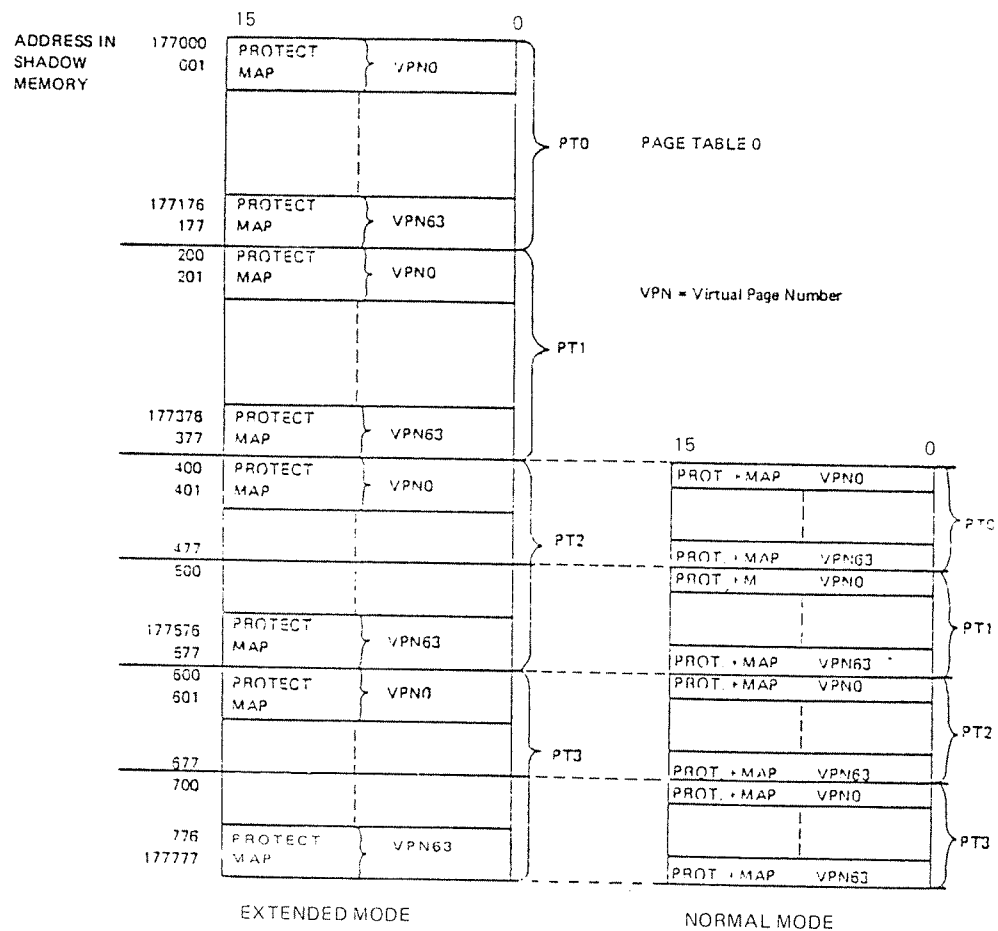 15 0
ADDRESS IN 177000 PROTECT VPN0
SHADOW 001 MAP
MEMORY
PT0 PAGE TABLE 0
177176 PROTECT VPN63
177 MAP
200 PROTECT VPN0
201 MAP
VPN = Virtual Page Number
PT1
177376 PROTECT VPN63
377 MAP
15 0
400 PROTECT VPN0
401 MAP
PROT. + MAP VPN0
PT0
477
PT2
PROT. + MAP VPN63
500
PROT. + M VPN0
177576 PROTECT VPN63
577 MAP
PT1
PROT. + MAP VPN63
600 PROTECT VPN0
601 MAP
PROT. + MAP VPN0
PT2
677
PT3
PROT. + MAP VPN63
700
PROT. + MAP VPN0
776 PROTECT VPN63
177777 MAP
PT3
PROT. + MAP VPN63
EXTENDED MODE
NORMAL MODE